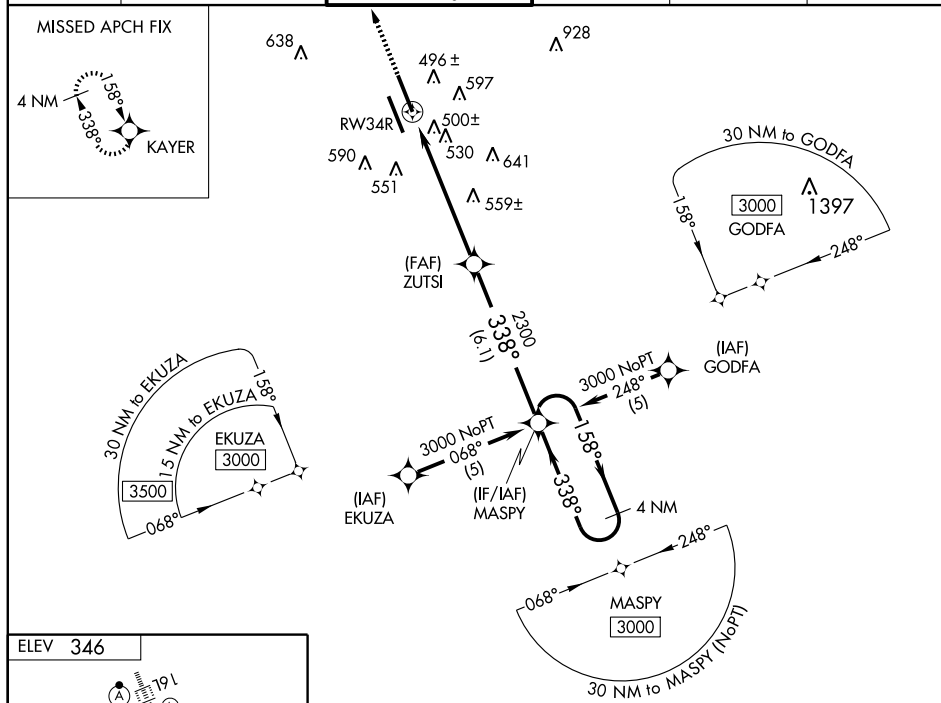 MISSED APCH FIX
4 NM
158°
338°
KAYER
638
496 ±
597
928
RW34R
500±
530
590
551
641
559±
(FAF)
ZUTSI
2300
338°
(6.1)
30 NM to GODFA
3000
GODFA
1397
158°
248°
(IAF)
GODFA
3000 NoPT
248°
(5)
30 NM to EKUZA
15 NM to EKUZA
158°
EKUZA
3000
3500
068°
3000 NoPT
068°
(5)
(IAF)
EKUZA
(IF/IAF)
MASPY
158°
338°
4 NM
068°
248°
MASPY
3000
30 NM to MASPY (NoPT)
ELEV 346
A
16L